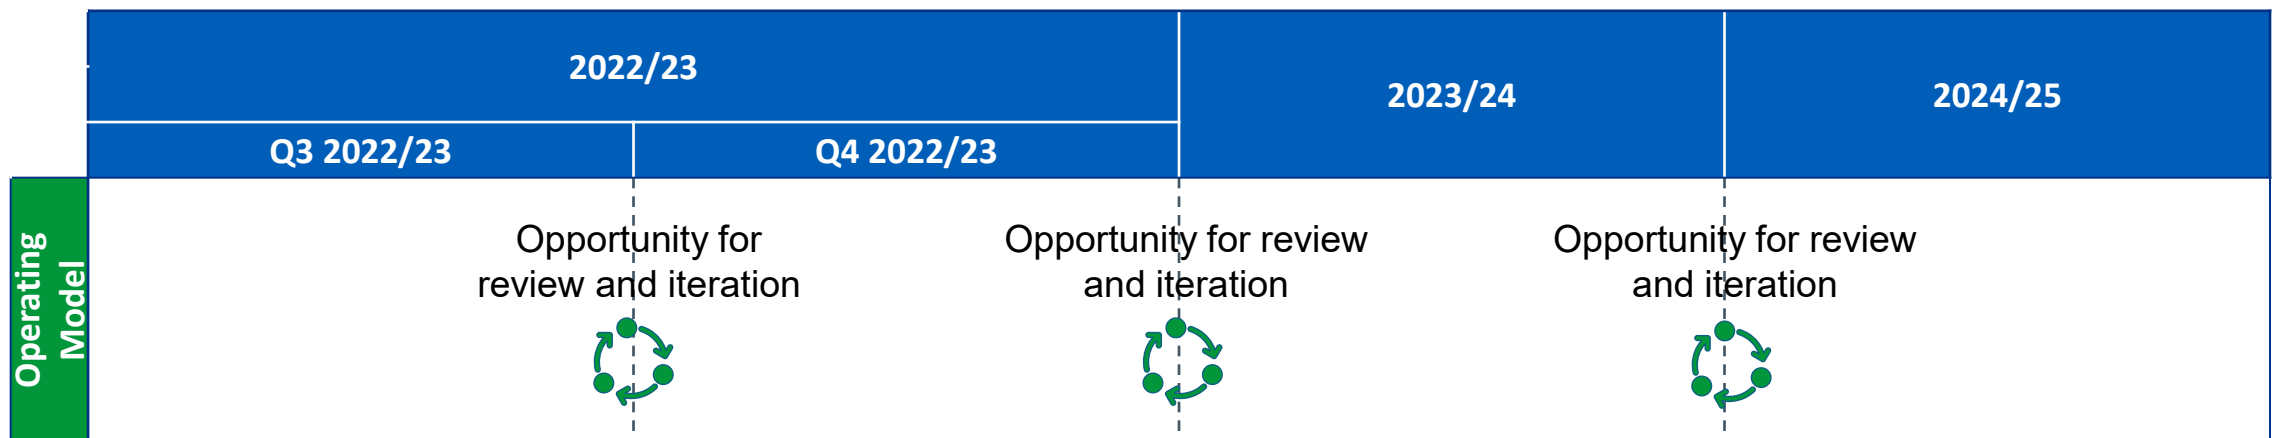 2022/23
2023/24
2024/25
Q3 2022/23
Q4 2022/23
Operating
Model
Opportunity for
review and iteration
Opportunity for review
and iteration
Opportunity for review
and iteration